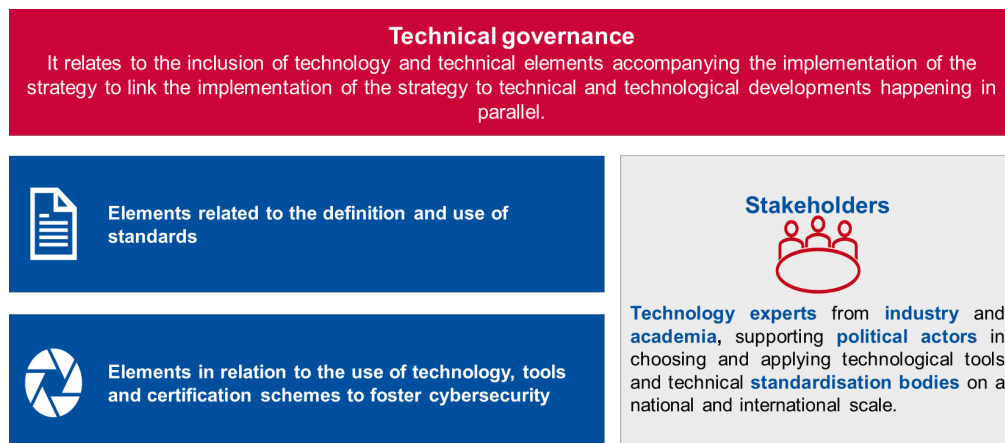 Technical governance
It relates to the inclusion of technology and technical elements accompanying the implementation of the
strategy to link the implementation of the strategy to technical and technological developments happening in
parallel.
Elements related to the definition and use of
standards
Elements in relation to the use of technology, tools
and certification schemes to foster cybersecurity
Stakeholders
Technology experts from industry and
academia, supporting political actors in
choosing and applying technological tools
and technical standardisation bodies on a
national and international scale.